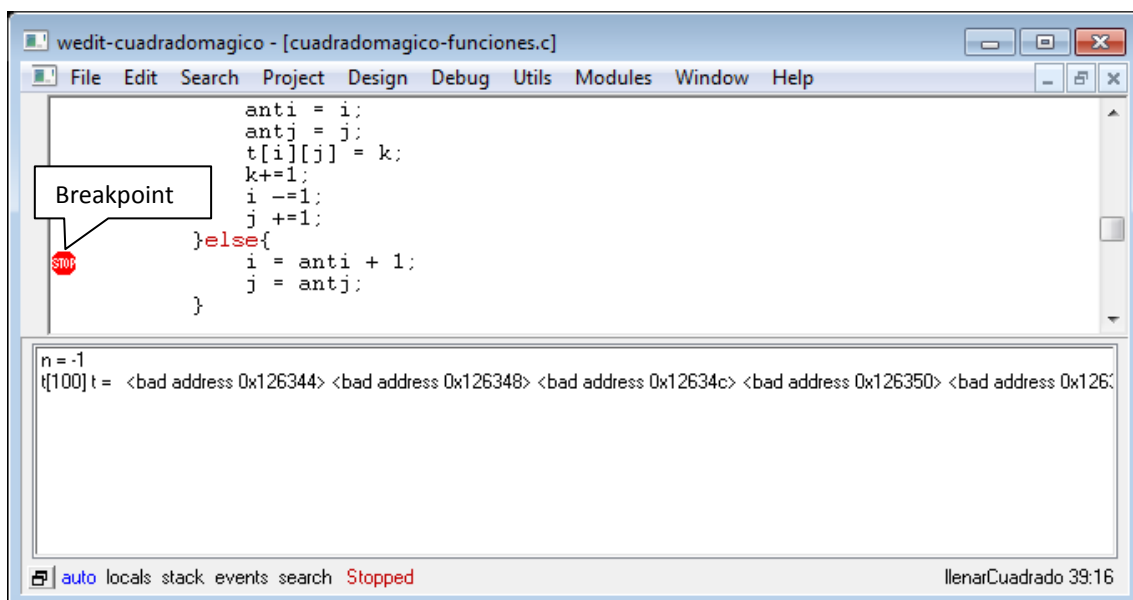 wedit-cuadradomagico - [cuadradomagico-funciones.c]
File Edit Search Project Design Debug Utils Modules Window Help
anti = i;
antj = j;
t[i][j] = k;
k+=1;
i -=1;
j +=1;
}else{
i = anti + 1;
j = antj;
}
Breakpoint
STOP
n = -1
t[100] t = <bad address 0x126344> <bad address 0x126348> <bad address 0x12634c> <bad address 0x126350> <bad address 0x126
auto locals stack events search Stopped
llenarCuadrado 39:16